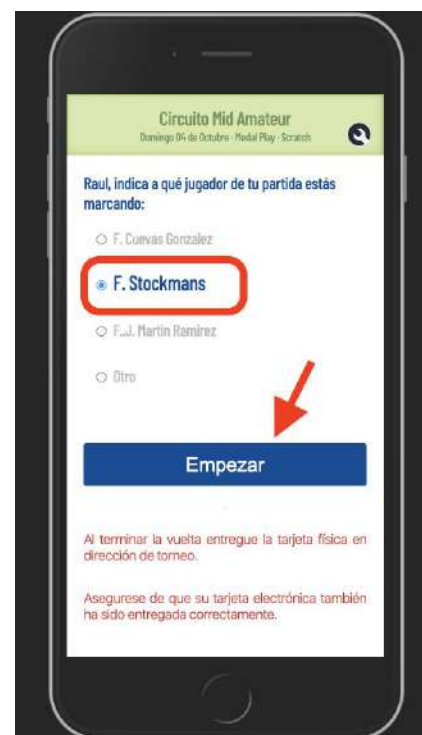 Circuito Mid Amateur
Domingo 04 de Octubre - Medal Play - Scratch
Raul, indica a qué jugador de tu partida estás
marcando:
F. Cuevas Gonzalez
F. Stockmans
F.J. Martin Ramirez
Otro
Empezar
Al terminar la vuelta entregue la tarjeta física en
dirección de torneo.
Asegurese de que su tarjeta electrónica también
ha sido entregada correctamente.